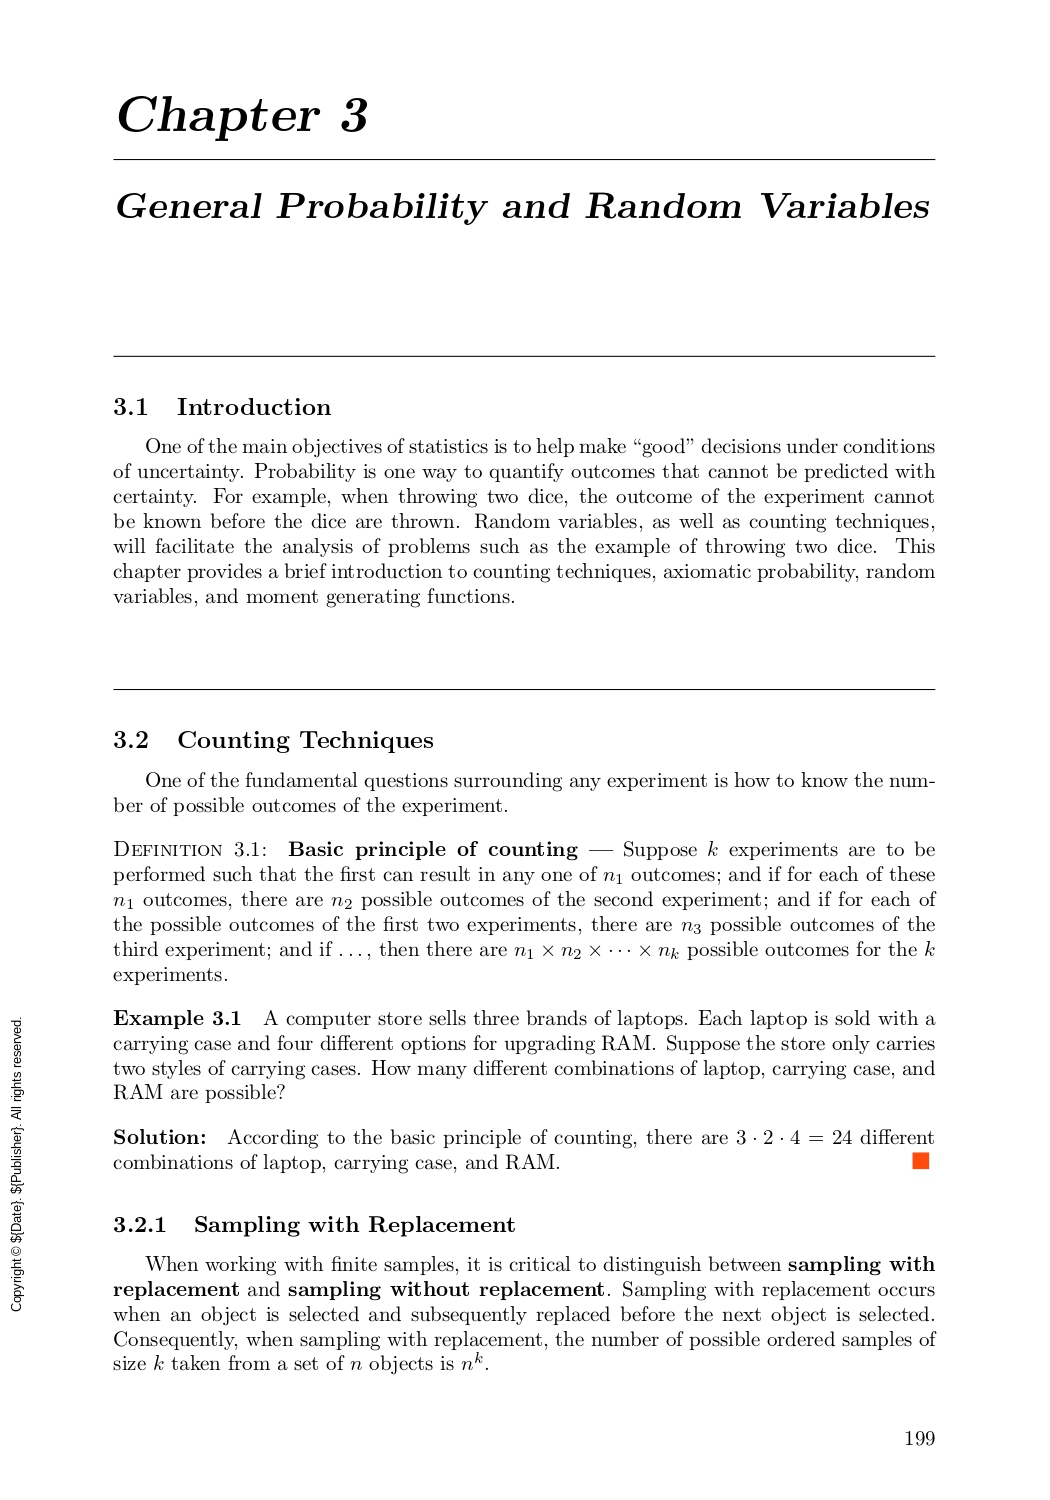 Chapter 3
General Probability and Random Variables
3.1 Introduction
One of the main objectives of statistics is to help make “good” decisions under conditions
of uncertainty. Probability is one way to quantify outcomes that cannot be predicted with
certainty. For example, when throwing two dice, the outcome of the experiment cannot
be known before the dice are thrown. Random variables, as well as counting techniques,
will facilitate the analysis of problems such as the example of throwing two dice. This
chapter provides a brief introduction to counting techniques, axiomatic probability, random
variables, and moment generating functions.
3.2 Counting Techniques
One of the fundamental questions surrounding any experiment is how to know the num-
ber of possible outcomes of the experiment.
DEFINITION 3.1: Basic principle of counting — Suppose k experiments are to be
performed such that the first can result in any one of n₁ outcomes; and if for each of these
n₁ outcomes, there are n₂ possible outcomes of the second experiment; and if for each of
the possible outcomes of the first two experiments, there are n₃ possible outcomes of the
third experiment; and if . . . , then there are n₁ × n₂ × · · · × nₖ possible outcomes for the k
experiments.
Example 3.1 A computer store sells three brands of laptops. Each laptop is sold with a
carrying case and four different options for upgrading RAM. Suppose the store only carries
two styles of carrying cases. How many different combinations of laptop, carrying case, and
RAM are possible?
Solution: According to the basic principle of counting, there are 3 · 2 · 4 = 24 different
combinations of laptop, carrying case, and RAM.
3.2.1 Sampling with Replacement
When working with finite samples, it is critical to distinguish between sampling with
replacement and sampling without replacement. Sampling with replacement occurs
when an object is selected and subsequently replaced before the next object is selected.
Consequently, when sampling with replacement, the number of possible ordered samples of
size k taken from a set of n objects is nᵏ.
199
Copyright © ${Date}. ${Publisher}. All rights reserved.